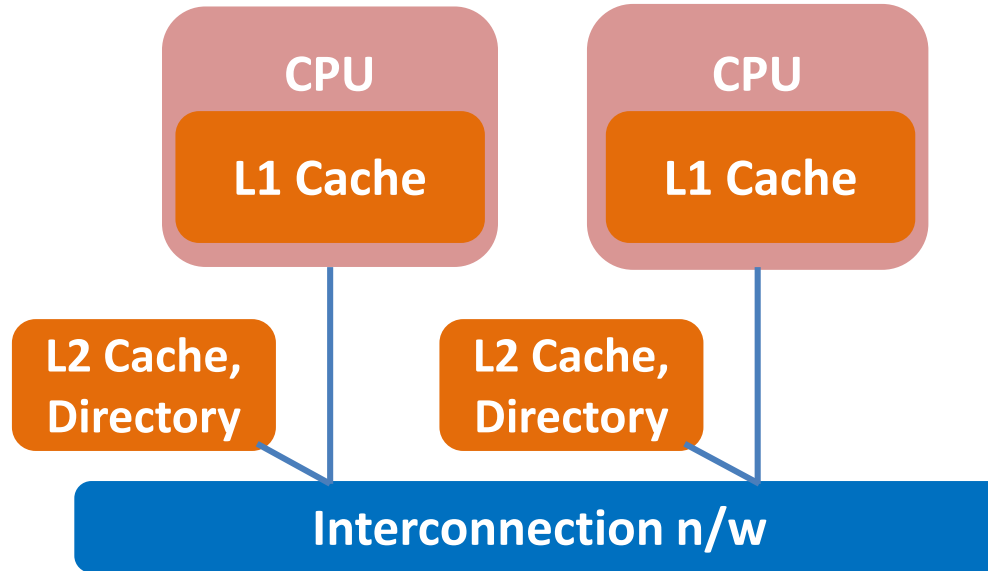 CPU
L1 Cache
CPU
L1 Cache
L2 Cache,
Directory
L2 Cache,
Directory
Interconnection n/w